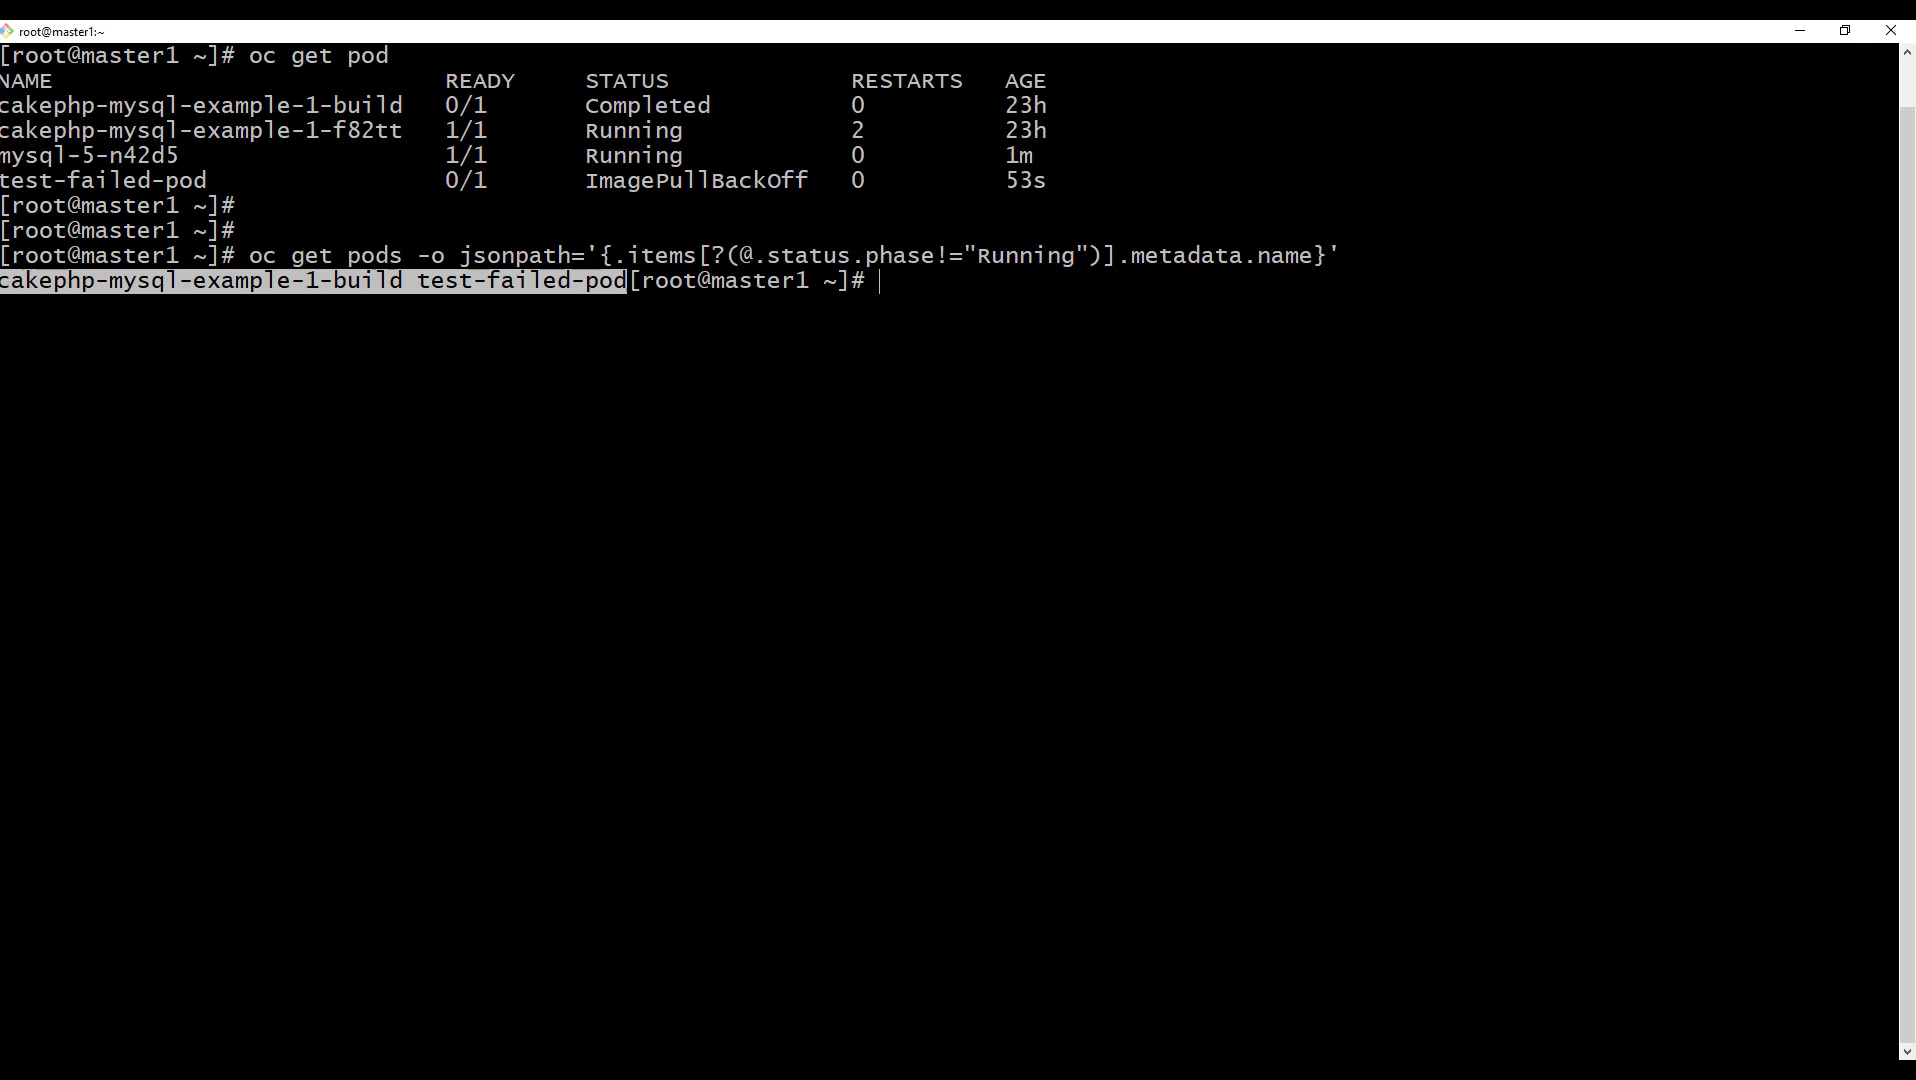 root@master1:~
[root@master1 ~]# oc get pod
NAME READY STATUS RESTARTS AGE
cakephp-mysql-example-1-build 0/1 Completed 0 23h
cakephp-mysql-example-1-f82tt 1/1 Running 2 23h
mysql-5-n42d5 1/1 Running 0 1m
test-failed-pod 0/1 ImagePullBackOff 0 53s
[root@master1 ~]#
[root@master1 ~]#
[root@master1 ~]# oc get pods -o jsonpath='{.items[?(@.status.phase!="Running")].metadata.name}'
cakephp-mysql-example-1-build test-failed-pod[root@master1 ~]#